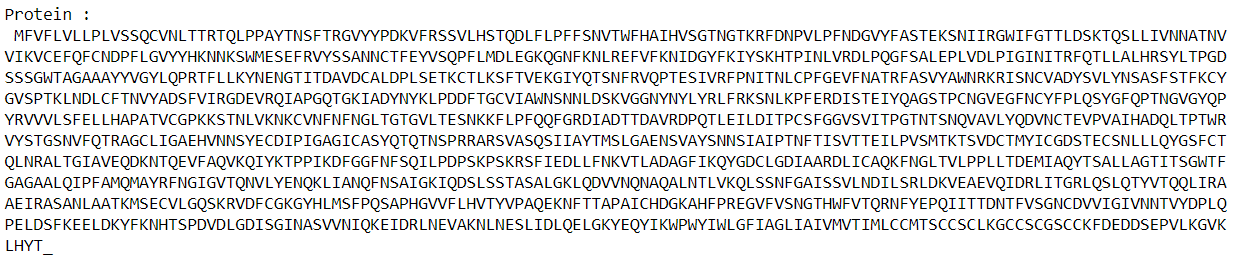 Protein :
MFVFLVLLPLVSSQCVNLTTRTQLPPAYTNSFTRGVYYPDKVFRSSVLHSTQDLFLPFFSNVTWFHAIHVSGTNGTKRFDNPVLPFNDGVYFASTEKSNIIRGWIFGTTLDSKTQSLLIVNNATNV
VIKVCEFQFCNDPFLGVYYHKNNKSWMESEFRVYSSANNCTFEYVSQPFLMDLEGKQGNFKNLREFVFKNIDGYFKIYSKHTPINLVRDLPQGFSALEPLVDLPIGINITRFQTLLALHRSYLTPGD
SSSGWTAGAAAYYVGYLQPRTFLLKYNENGTITDAVDCALDPLSETKCTLKSFTVEKGIYQTSNFRVQPTESIVRFPNITNLCPFGEVFNATRFASVYAWNRKRISNCVADYSVLYNSASFSTFKCY
GVSPTKLNDLCFTNVYADSFVIRGDEVRQIAPGQTGKIADYNYKLPDDFTGCVIAWNSNNLDSKVGGNYNYLYRLFRKSNLKPFERDISTEIYQAGSTPCNGVEGFNCYFPLQSYGFQPTNGVGYQP
YRVVVLSFELLHAPATVCGPKKSTNLVKNKCVNFNFNGLTGTGVLTESNKKFLPFQQFGRDIADTTDAVRDPQTLEILDITPCSFGGVSVITPGTNTSNQVAVLYQDVNCTEVPVAIHADQLTPTWR
VYSTGSNVFQTRAGCLIGAEHVNNSYECDIPIGAGICASYQTQTNSPRRARSVASQSIIAYTMSLGAENSVAYSNNSIAIPTNFTISVTTEILPVSMTKTSVDCTMYICGDSTECSNLLLQYGSFCT
QLNRALTGIAVEQDKNTQEVFAQVKQIYKTPPIKDFGGFNFSQILPDPSKPSKRSFIEDLLFNKVTLADAGFIKQYGDCLGDIAARDLICAQKFNGLTVLPPLLTDEMIAQYTSALLAGTITSGWTF
GAGAALQIPFAMQMAYRFNGIGVTQNVLYENQKLIANQFNSAIGKIQDSLSSTASALGKLQDVVNQNAQALNTLVKQLSSNFGAISSVLNDILSRLDKVEAEVQIDRLITGRLQSLQTYVTQQLIRA
AEIRASANLAATKMSECVLGQSKRVDFCGKGYHLMSFPQSAPHGVVFLHVTYVPAQEKNFTTAPAICHDGKAHFPREGVFVSNGTHWFVTQRNFYEPQIITTDNTFVSGNCDVVIGIVNNTVYDPLQ
PELDSFKEELDKYFKNHTSPDVDLGDISGINASVVNIQKEIDRLNEVAKNLNESLIDLQELGKYEQYIKWPWYIWLGFIAGLIAIVMVTIMLCCMTSCCSCLKGCCSCGSCCKFDEDDSEPVLKGVK
LHYT_